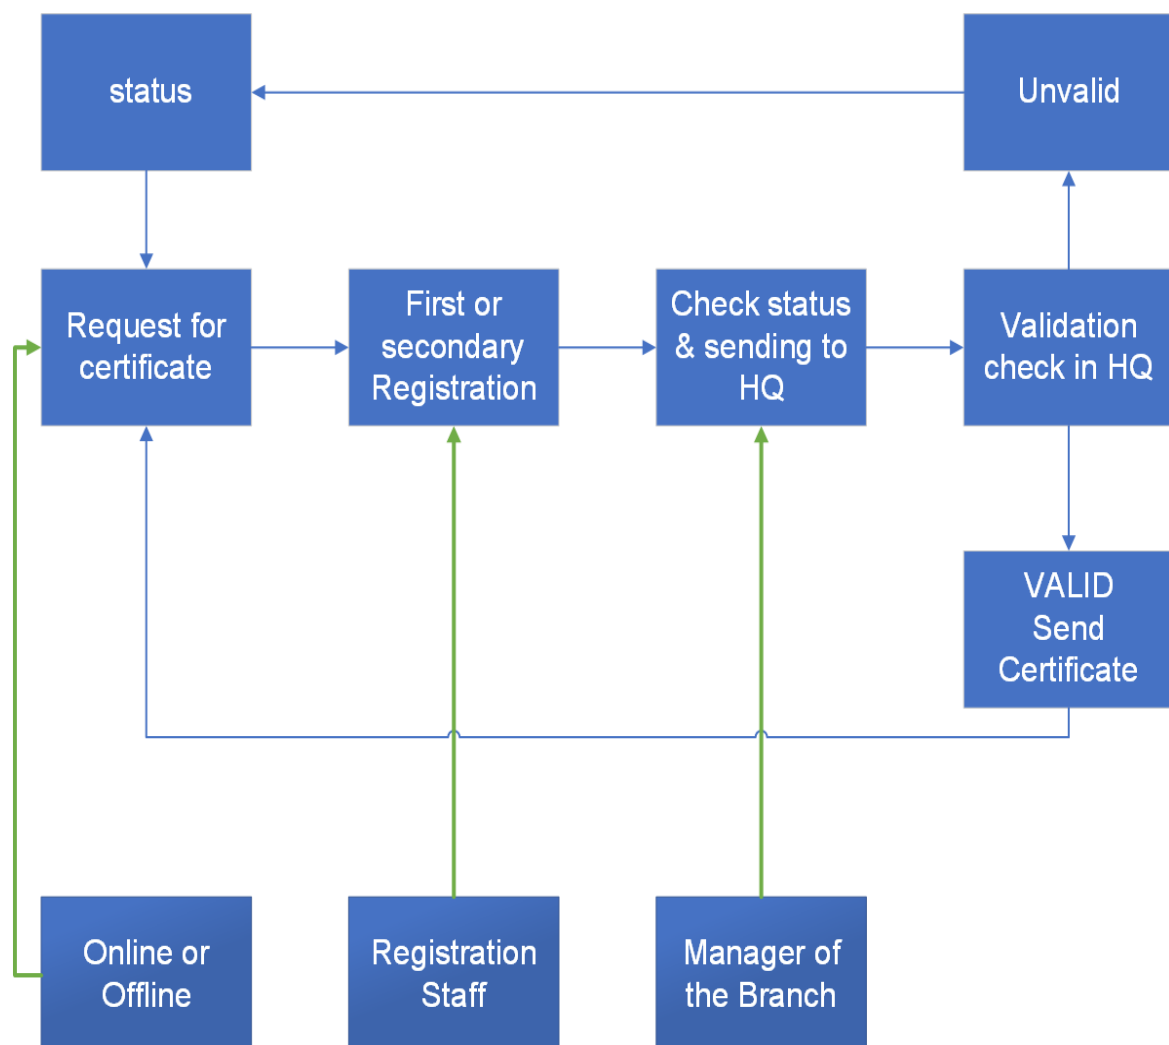 status
Unvalid
Request for
certificate
First or
secondary
Registration
Check status
& sending to
HQ
Validation
check in HQ
VALID
Send
Certificate
Online or
Offline
Registration
Staff
Manager of
the Branch